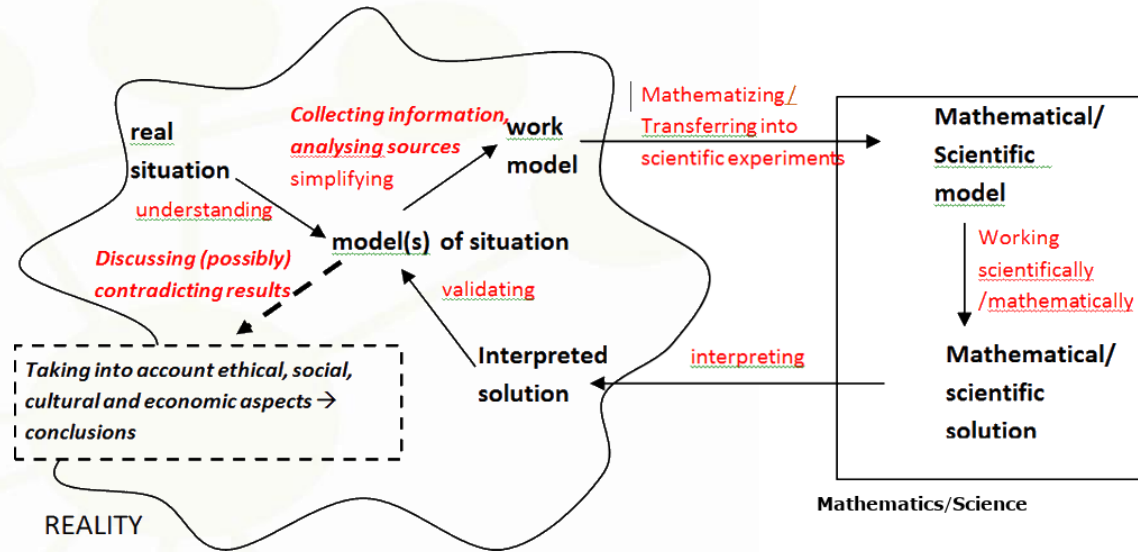 real
situation
understanding
Collecting information,
analysing sources
simplifying
work
model
Mathematizing /
Transferring into
scientific experiments
Mathematical/
Scientific
model
model(s) of situation
Discussing (possibly)
contradicting results
validating
Working
scientifically
/mathematically
Taking into account ethical, social,
cultural and economic aspects →
conclusions
Interpreted
solution
interpreting
Mathematical/
scientific
solution
REALITY
Mathematics/Science